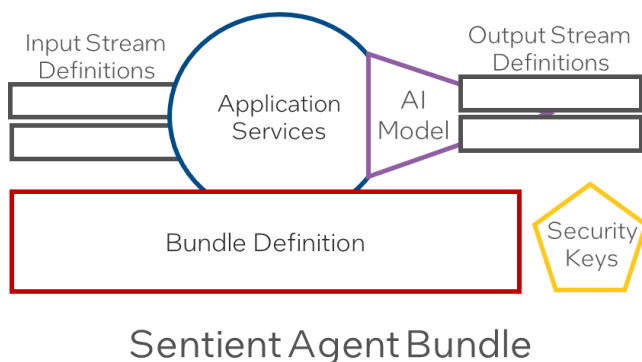 Input Stream
Definitions
Output Stream
Definitions
Application
Services
AI
Model
Bundle Definition
Security
Keys
Sentient Agent Bundle